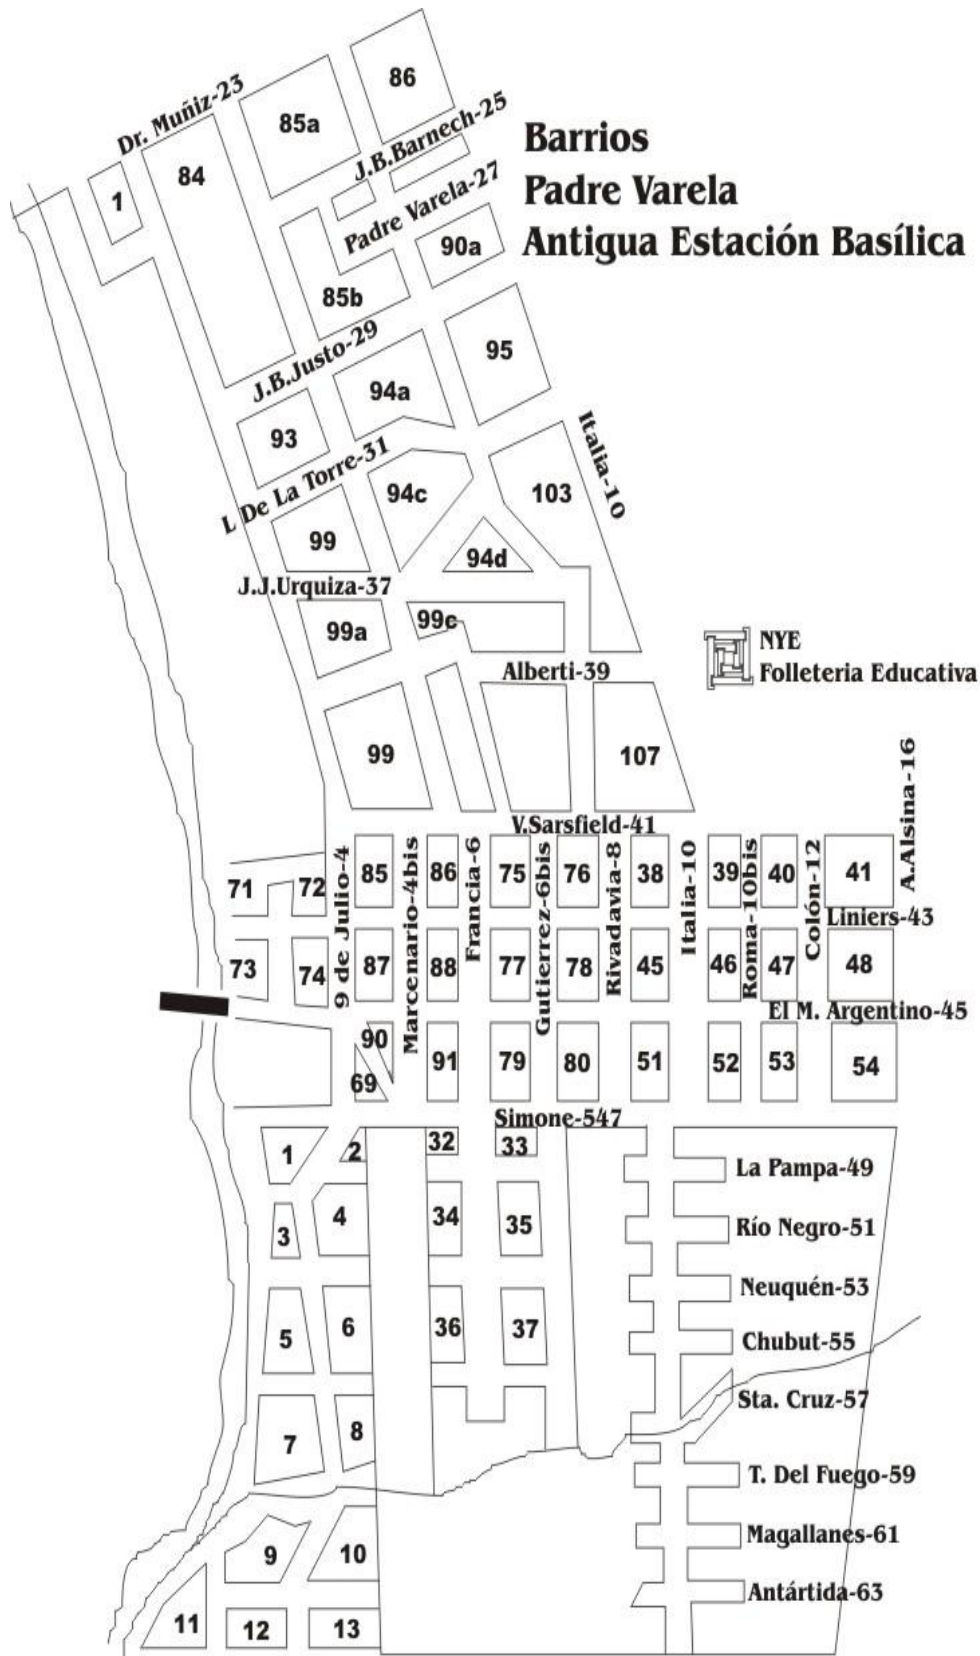 86
85a
Dr. Muñiz-23
J.B.Barnech-25
Barrios
84
1
Padre Varela
Padre Varela-27
90a
Antigua Estación Basílica
85b
J.B.Justo-29
95
94a
93
Italia-10
L De La Torre-31
94c
103
99
94d
J.J.Urquiza-37
99a
99c
NYE
Folleteria Educativa
Alberti-39
99
107
A.Alsina-16
V.Sarsfield-41
71
72
9 de Julio-4
85
Marcenario-4bis
86
Francia-6
75
Gutierrez-6bis
76
Rivadavia-8
38
Italia-10
39
Roma-10bis
40
Colón-12
41
Liniers-43
73
74
87
88
77
78
45
46
47
48
El M. Argentino-45
90
69
91
79
80
51
52
53
54
Simone-547
1
2
32
33
La Pampa-49
3
4
34
35
Río Negro-51
Neuquén-53
5
6
36
37
Chubut-55
Sta. Cruz-57
7
8
T. Del Fuego-59
Magallanes-61
9
10
Antártida-63
11
12
13